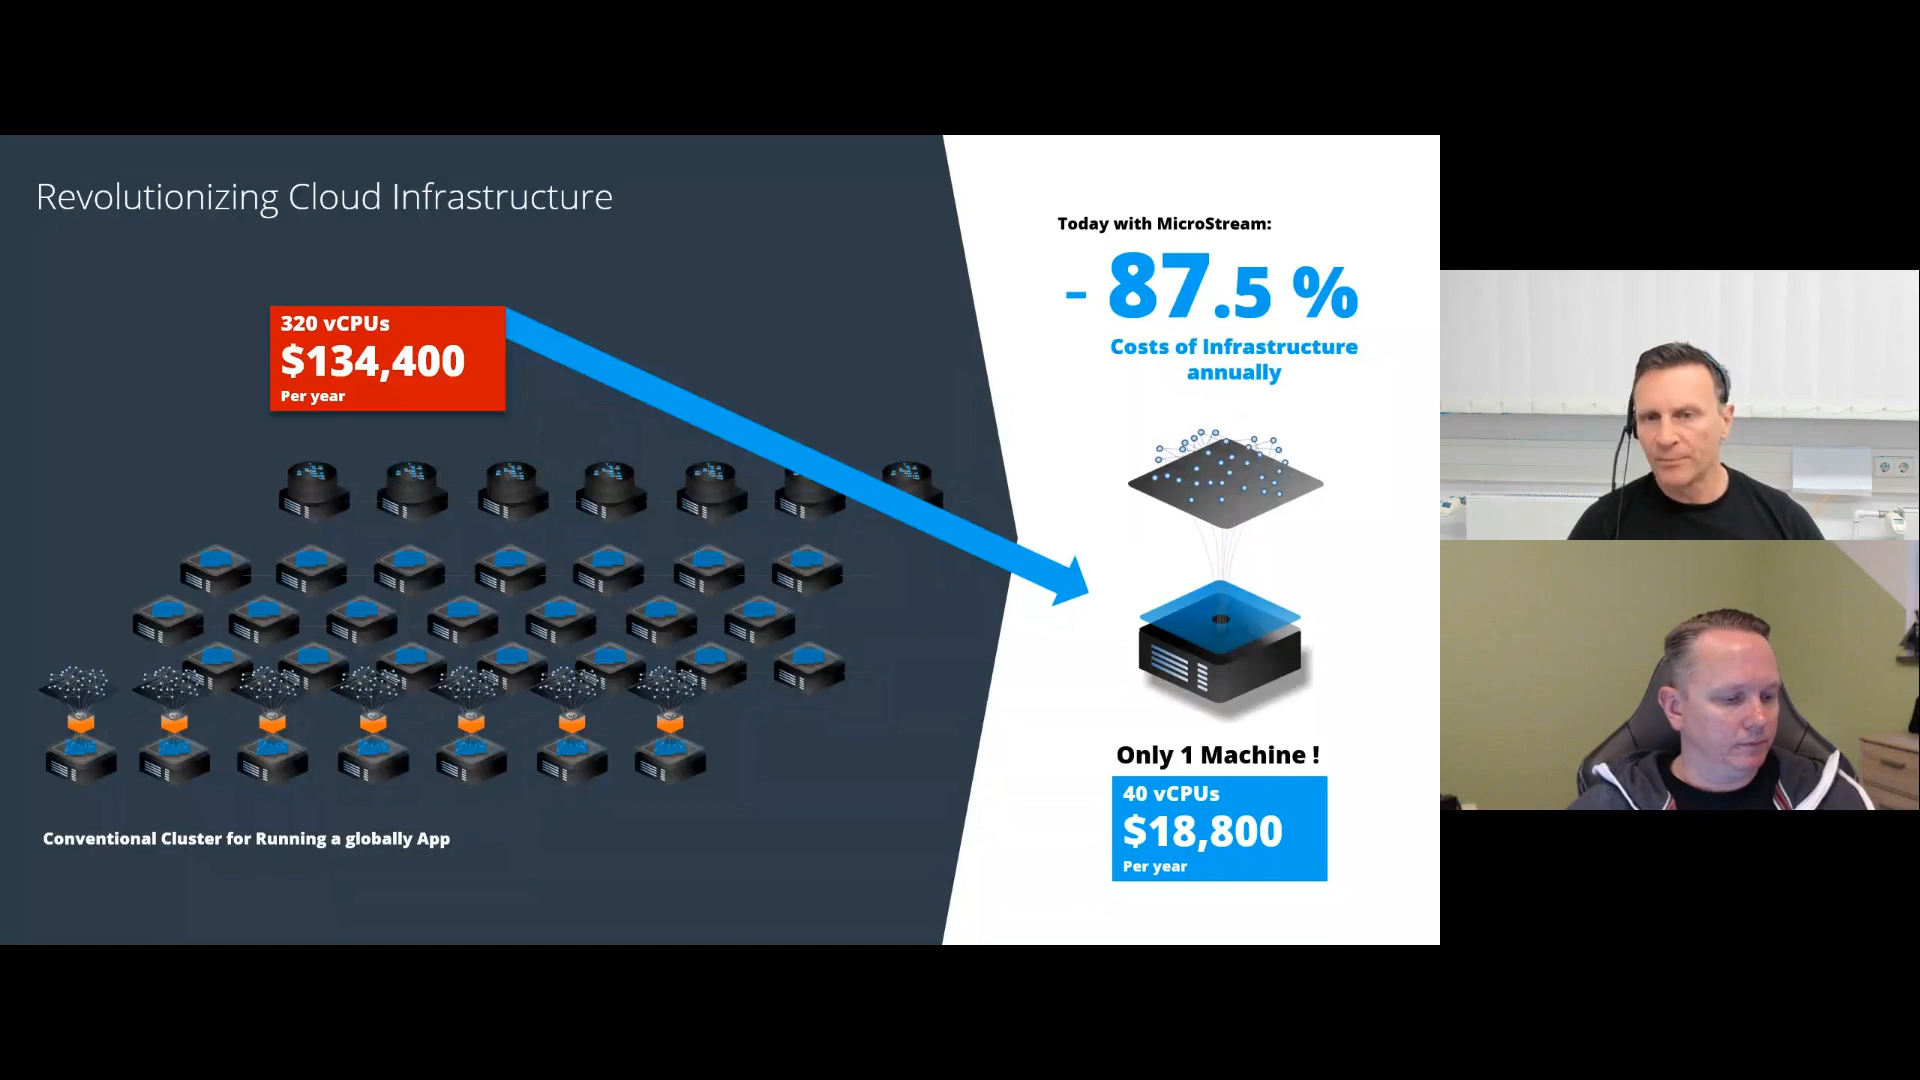 Revolutionizing Cloud Infrastructure
320 vCPUs
$134,400
Per year
Conventional Cluster for Running a globally App
Today with MicroStream:
- 87.5 %
Costs of Infrastructure
annually
Only 1 Machine !
40 vCPUs
$18,800
Per year